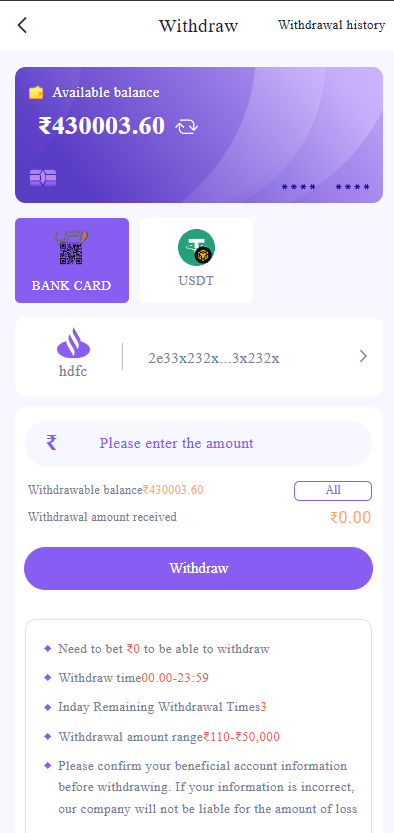 Withdraw
Withdrawal history
Available balance
₹430003.60
**** ****
UPI
BANK CARD
USDT
hdfc
2e33x232x...3x232x
₹
Please enter the amount
Withdrawable balance₹430003.60
All
Withdrawal amount received
₹0.00
Withdraw
Need to bet ₹0 to be able to withdraw
Withdraw time00.00-23:59
Inday Remaining Withdrawal Times3
Withdrawal amount range₹110-₹50,000
Please confirm your beneficial account information
before withdrawing. If your information is incorrect,
our company will not be liable for the amount of loss